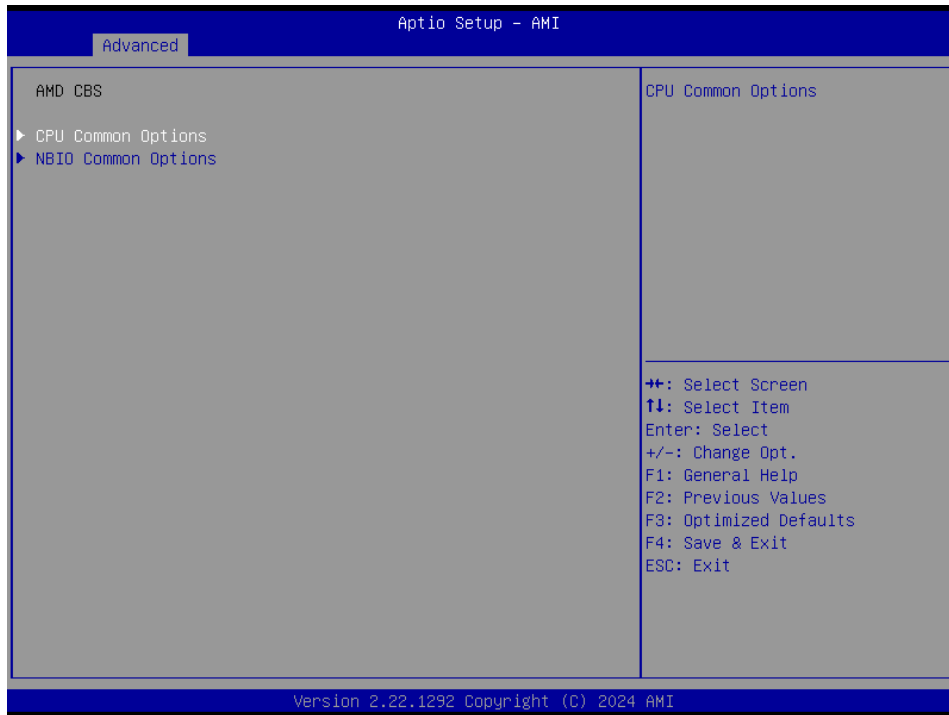 Aptio Setup – AMI
Advanced
AMD CBS
CPU Common Options
NBIO Common Options
CPU Common Options
→←: Select Screen
↑↓: Select Item
Enter: Select
+/-: Change Opt.
F1: General Help
F2: Previous Values
F3: Optimized Defaults
F4: Save & Exit
ESC: Exit
Version 2.22.1292 Copyright (C) 2024 AMI